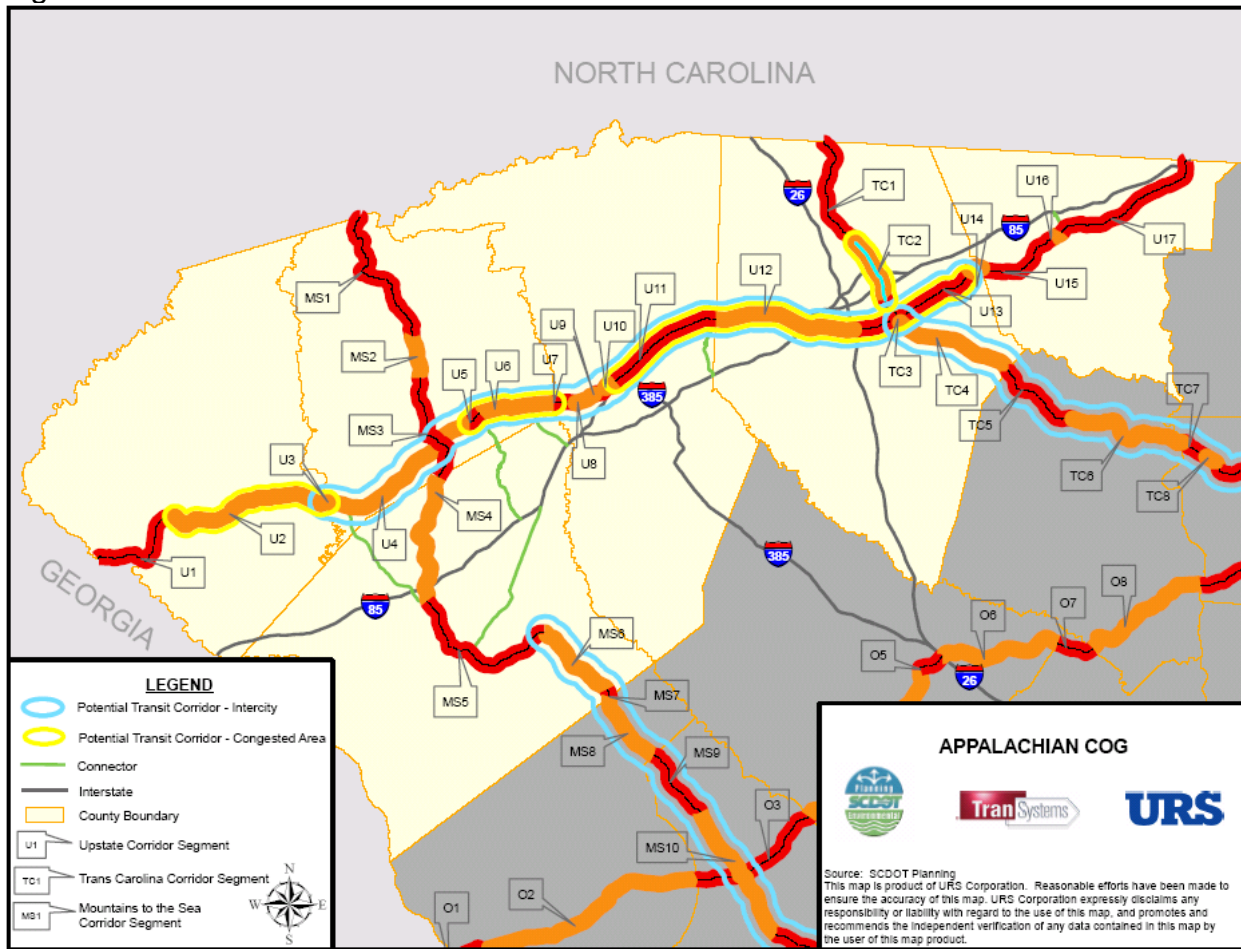 NORTH CAROLINA
26
TC1
U16
85
U14
TC2
U17
MS1
U12
U15
U11
U13
U10
U9
MS2
U7
U6
U5
385
TC3
TC4
TC7
U8
MS3
TC5
U3
TC6
TC8
MS4
U2
U4
385
O8
U1
GEORGIA
O7
85
O6
MS6
O5
26
MS7
MS5
MS8
MS9
O3
MS10
O2
O1
LEGEND
Potential Transit Corridor - Intercity
Potential Transit Corridor - Congested Area
Connector
Interstate
County Boundary
U1 Upstate Corridor Segment
TC1 Trans Carolina Corridor Segment
MS1 Mountains to the Sea
Corridor Segment
N
W E
S
APPALACHIAN COG
Planning
SCDOT
Environmental
TranSystems
URS
Source: SCDOT Planning
This map is product of URS Corporation. Reasonable efforts have been made to
ensure the accuracy of this map. URS Corporation expressly disclaims any
responsibility or liability with regard to the use of this map, and promotes and
recommends the independent verification of any data contained in this map by
the user of this map product.